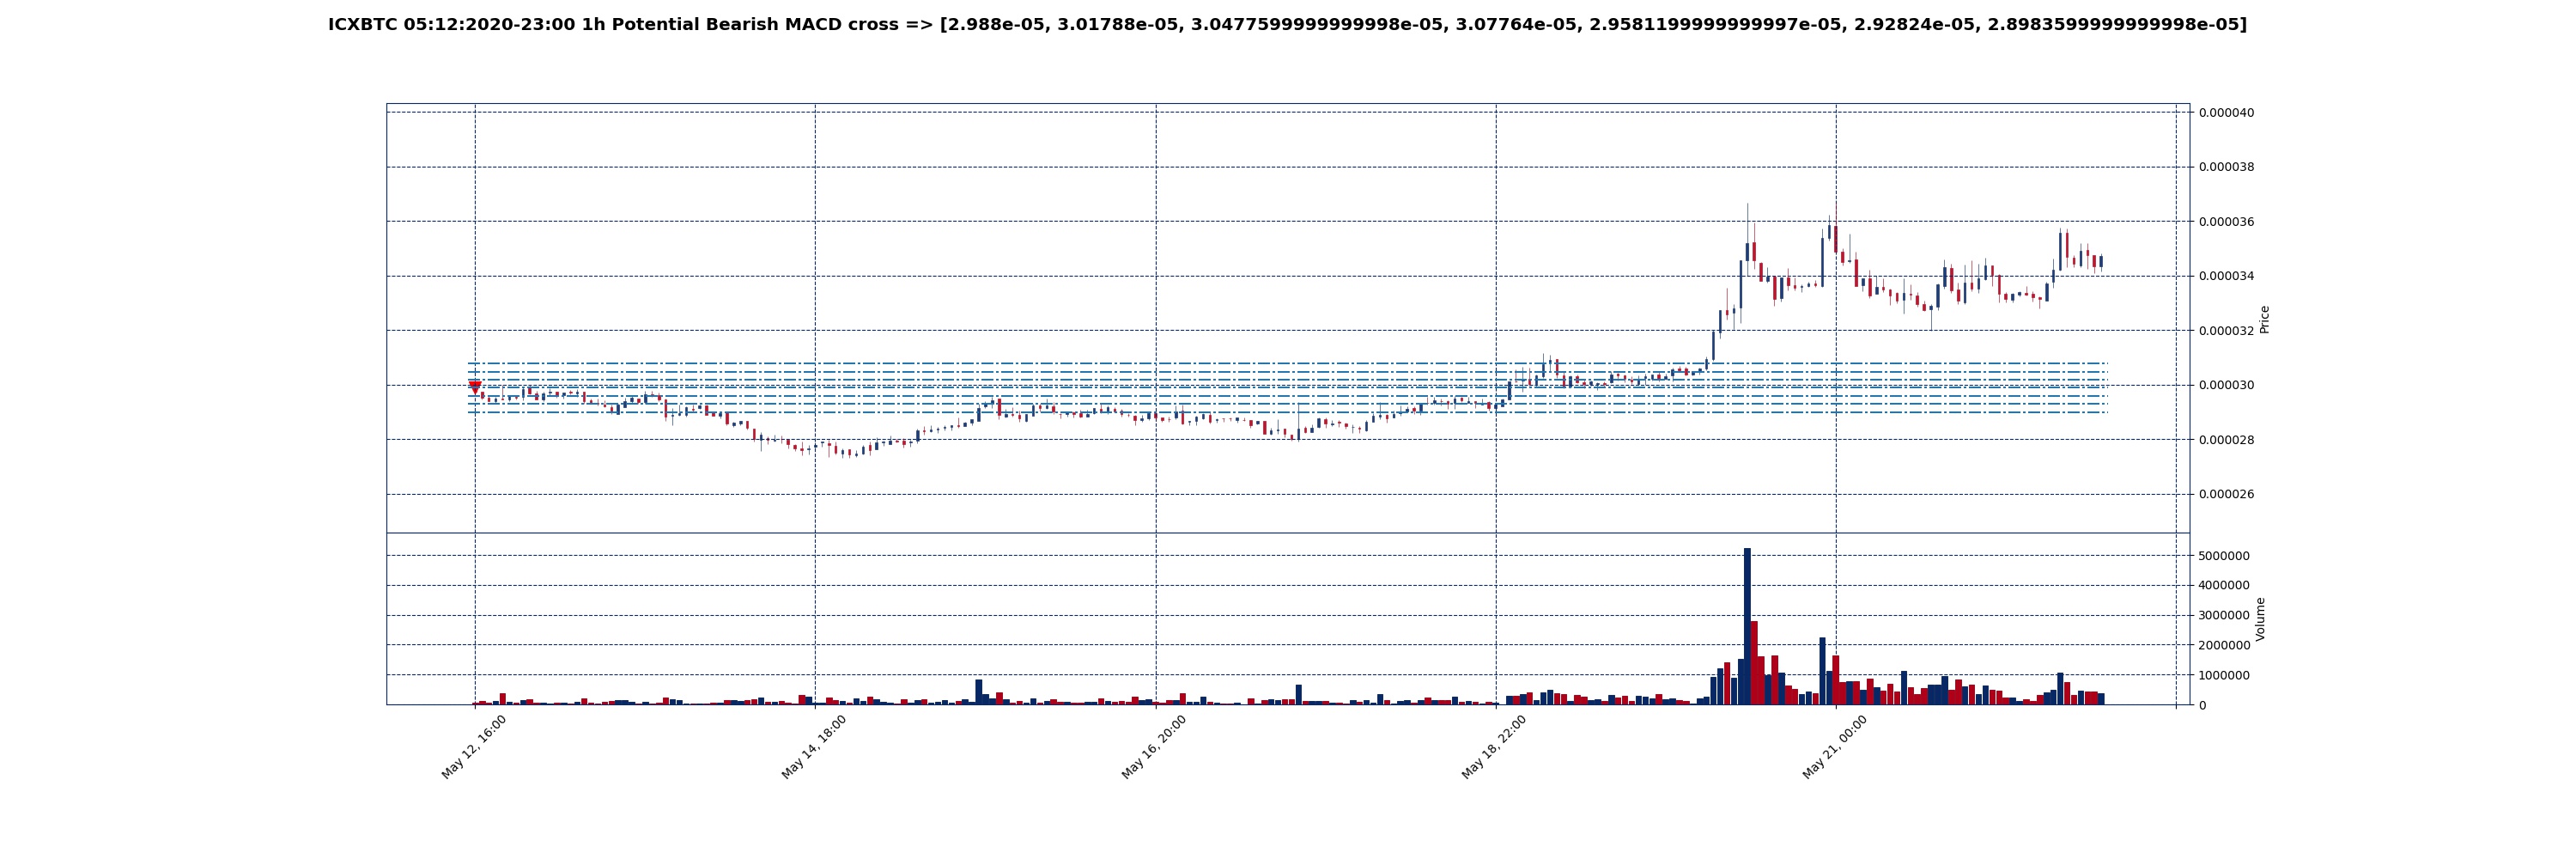 ICXBTC 05:12:2020-23:00 1h Potential Bearish MACD cross => [2.988e-05, 3.01788e-05, 3.0477599999999998e-05, 3.07764e-05, 2.9581199999999997e-05, 2.92824e-05, 2.8983599999999998e-05]
0.000040
0.000038
0.000036
0.000034
0.000032
0.000030
0.000028
0.000026
Price
5000000
4000000
3000000
2000000
1000000
0
Volume
May 12, 16:00
May 14, 18:00
May 16, 20:00
May 18, 22:00
May 21, 00:00